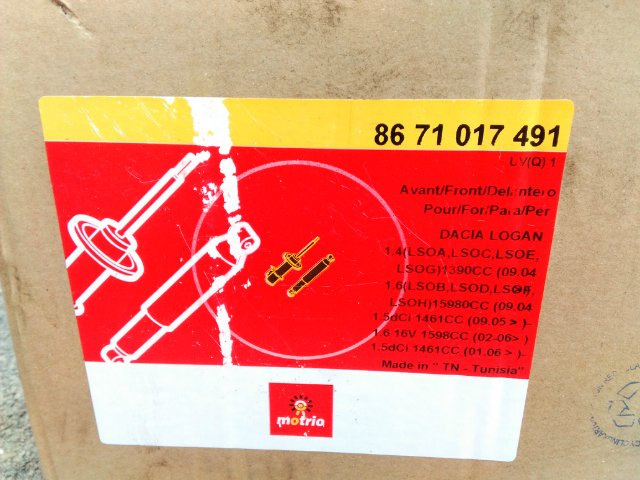 86 71 017 491
UV(Q) 1
Avant/Front/Delantero
Pour/For/Para/Per
DACIA LOGAN
1.4(LSOA,LSOC,LSOE,
LSOG)1390CC (09.04
1.6(LSOB,LSOD,LSOF,
LSOH)15980CC (09.04
1.5dCi 1461CC (09.05 > )
1.6 16V 1598CC (02-06> )
1.5dCi 1461CC (01.06 > )
Made in " TN - Tunisia"
motrio